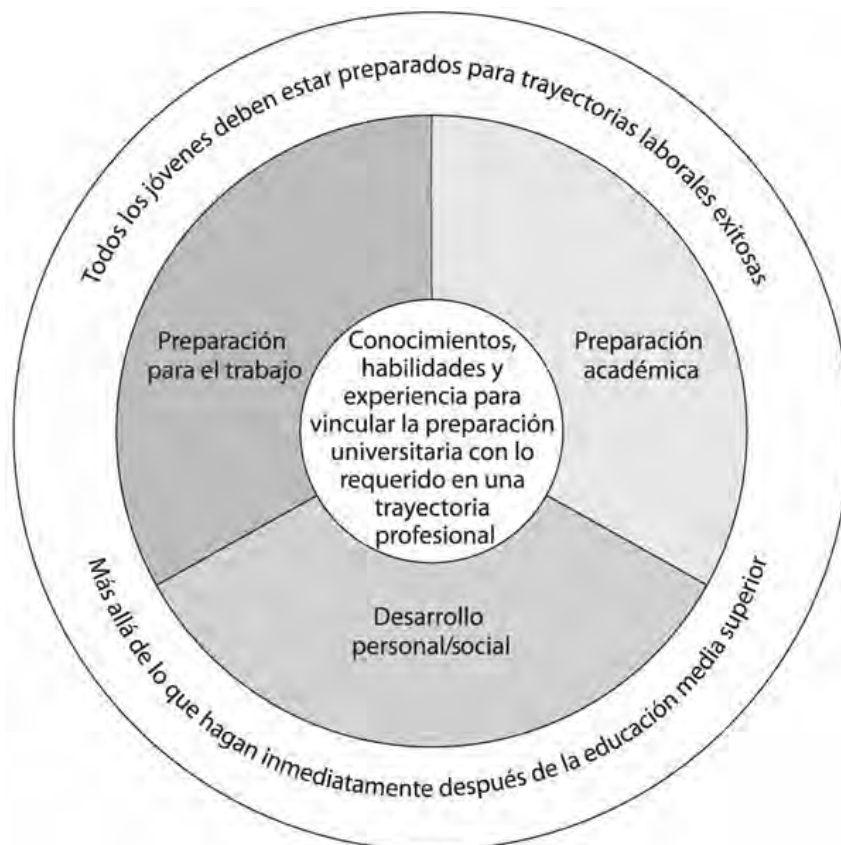 Todos los jóvenes deben estar preparados para trayectorias laborales exitosas
Preparación
para el trabajo
Conocimientos,
habilidades y
experiencia para
vincular la preparación
universitaria con lo
requerido en una
trayectoria
profesional
Preparación
académica
Desarrollo
personal/social
Más allá de lo que hagan inmediatamente después de la educación media superior